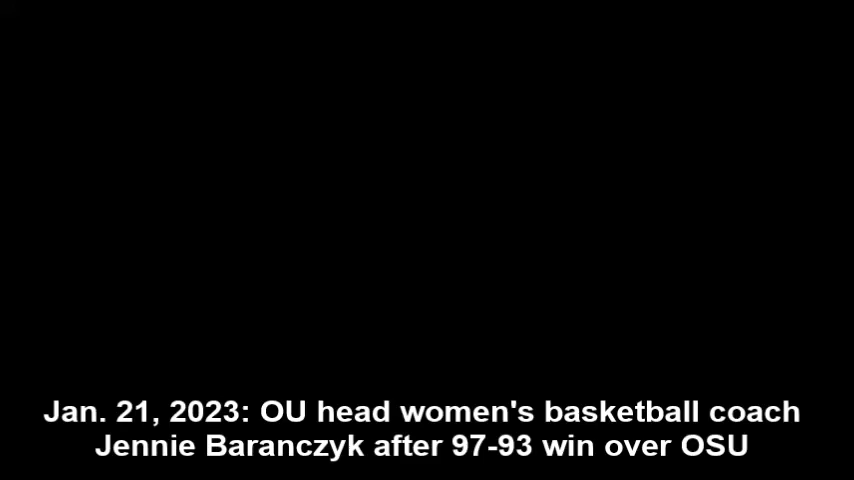 Jan. 21, 2023: OU head women's basketball coach
Jennie Baranczyk after 97-93 win over OSU